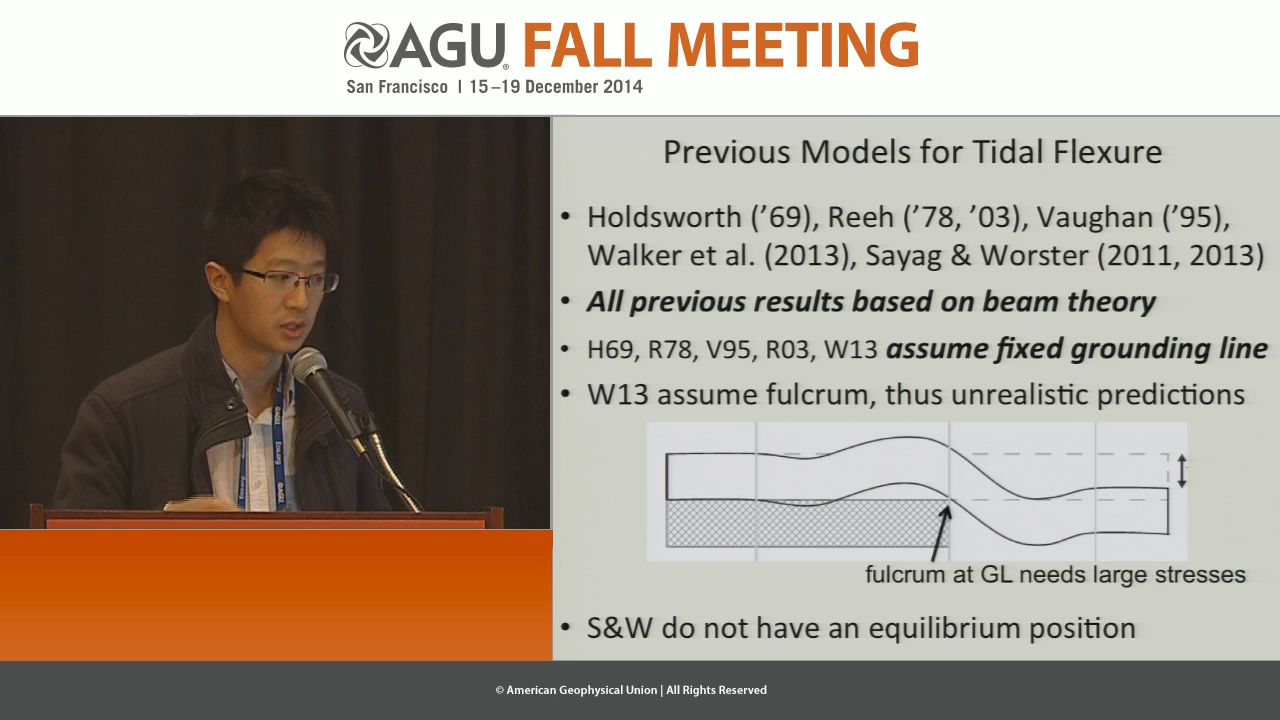 AGU FALL MEETING
San Francisco | 15–19 December 2014
Previous Models for Tidal Flexure
• Holdsworth (’69), Reeh (’78, ’03), Vaughan (’95),
Walker et al. (2013), Sayag & Worster (2011, 2013)
• All previous results based on beam theory
• H69, R78, V95, R03, W13 assume fixed grounding line
• W13 assume fulcrum, thus unrealistic predictions
fulcrum at GL needs large stresses
• S&W do not have an equilibrium position
© American Geophysical Union | All Rights Reserved